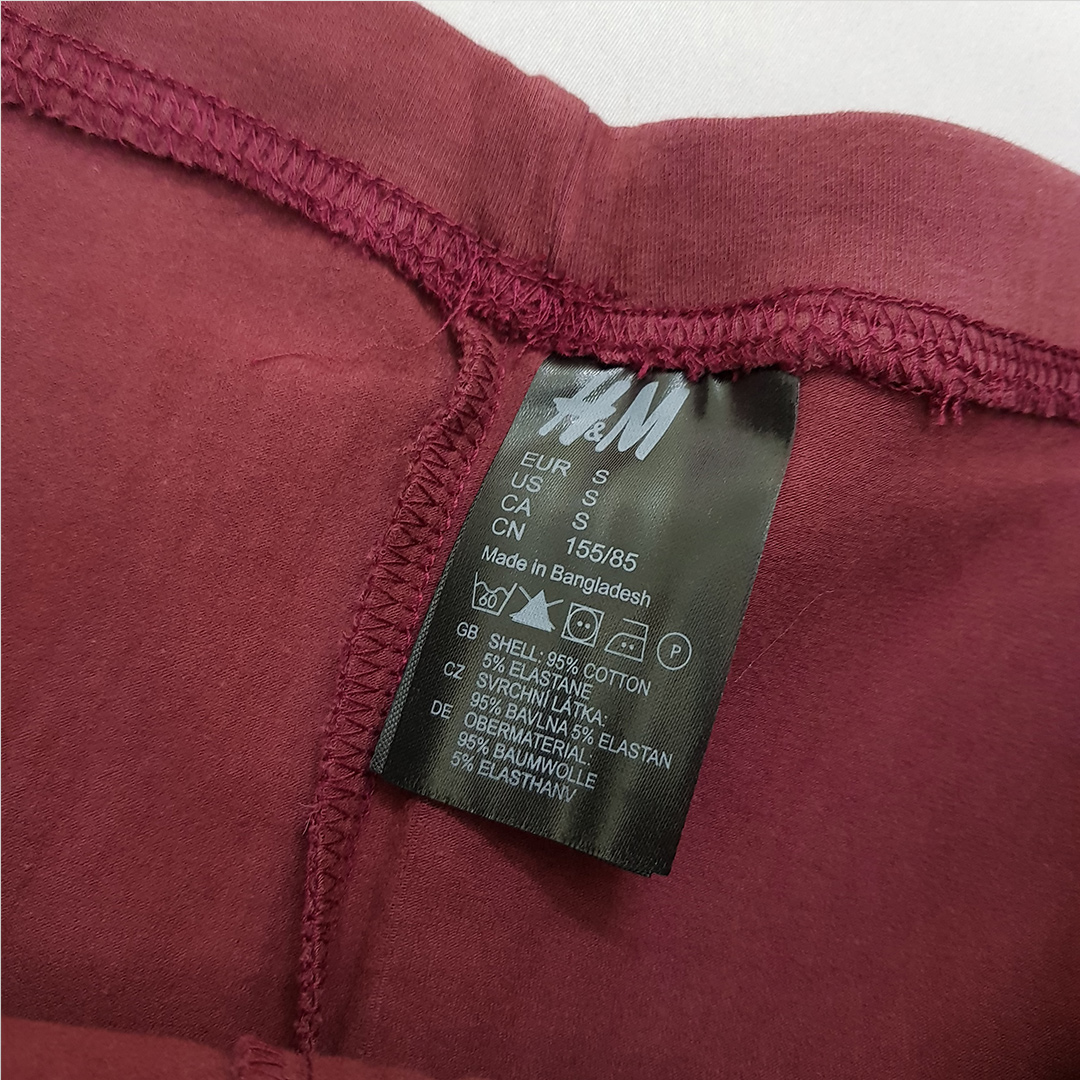 H&M
EUR S
US S
CA S
CN 155/85
Made in Bangladesh
60 P
GB SHELL: 95% COTTON
5% ELASTANE
CZ SVRCHNÍ LÁTKA:
95% BAVLNA 5% ELASTAN
DE OBERMATERIAL:
95% BAUMWOLLE
5% ELASTHANV